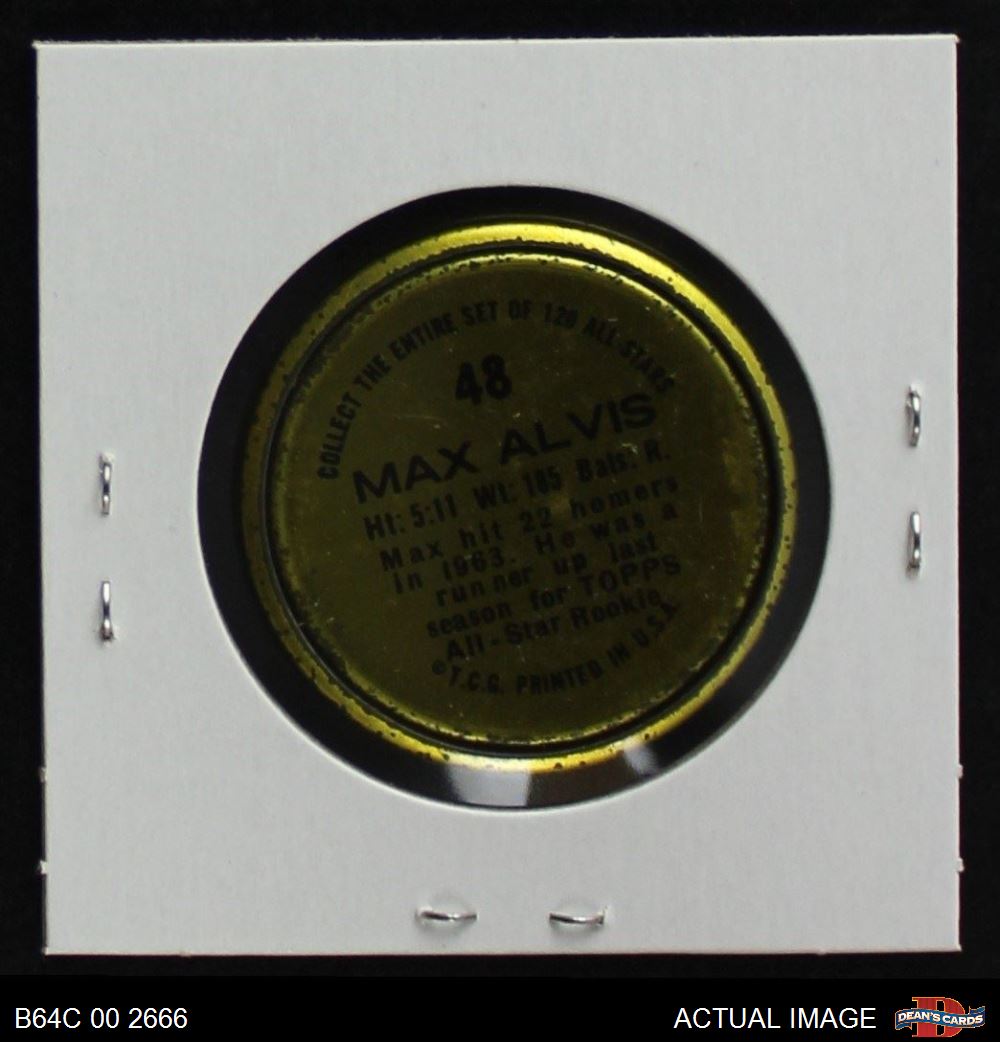 COLLECT THE ENTIRE SET OF 120 ALL-STARS
48
MAX ALVIS
Ht: 5:11 Wt: 185 Bats: R.
Max hit 22 homers
in 1963. He was a
runner up last
season for TOPPS
All-Star Rookie
©T.C.G. PRINTED IN U.S.A.
B64C 00 2666
ACTUAL IMAGE
D
DEAN'S CARDS